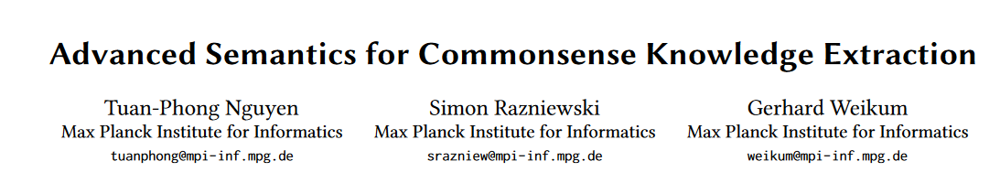 Advanced Semantics for Commonsense Knowledge Extraction
Tuan-Phong Nguyen
Max Planck Institute for Informatics
tuanphong@mpi-inf.mpg.de
Simon Razniewski
Max Planck Institute for Informatics
srazniew@mpi-inf.mpg.de
Gerhard Weikum
Max Planck Institute for Informatics
weikum@mpi-inf.mpg.de